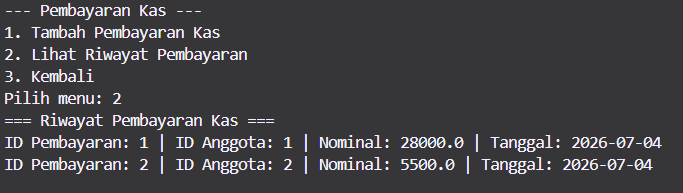 --- Pembayaran Kas ---
1. Tambah Pembayaran Kas
2. Lihat Riwayat Pembayaran
3. Kembali
Pilih menu: 2
=== Riwayat Pembayaran Kas ===
ID Pembayaran: 1 | ID Anggota: 1 | Nominal: 28000.0 | Tanggal: 2026-07-04
ID Pembayaran: 2 | ID Anggota: 2 | Nominal: 5500.0 | Tanggal: 2026-07-04